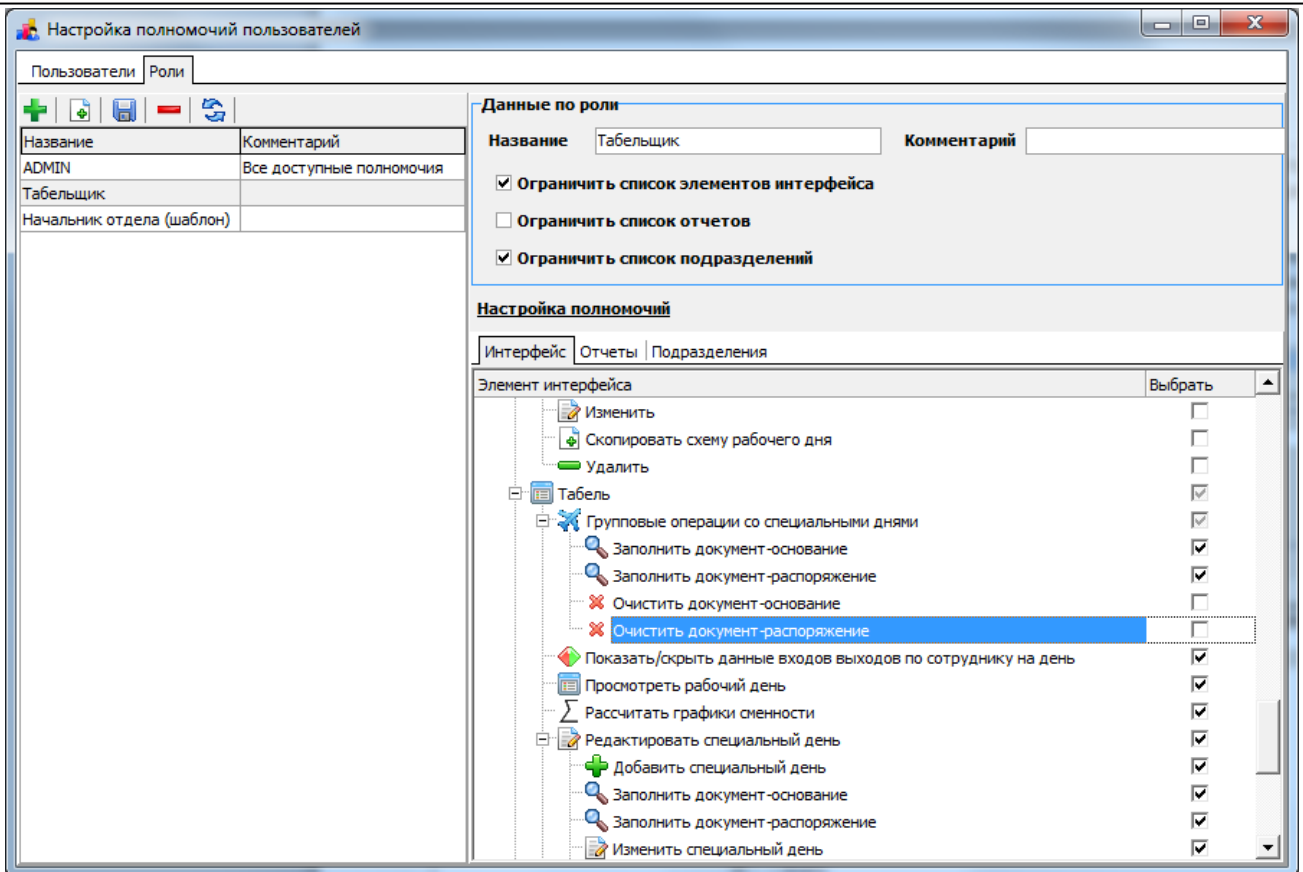 Настройка полномочий пользователей
Пользователи Роли
Название Комментарий
ADMIN Все доступные полномочия
Табельщик
Начальник отдела (шаблон)
Данные по роли
Название Табельщик Комментарий
Ограничить список элементов интерфейса
Ограничить список отчетов
Ограничить список подразделений
Настройка полномочий
Интерфейс Отчеты Подразделения
Элемент интерфейса Выбрать
Изменить
Скопировать схему рабочего дня
Удалить
Табель
Групповые операции со специальными днями
Заполнить документ-основание
Заполнить документ-распоряжение
Очистить документ-основание
Очистить документ-распоряжение
Показать/скрыть данные входов выходов по сотруднику на день
Просмотреть рабочий день
Рассчитать графики сменности
Редактировать специальный день
Добавить специальный день
Заполнить документ-основание
Заполнить документ-распоряжение
Изменить специальный день